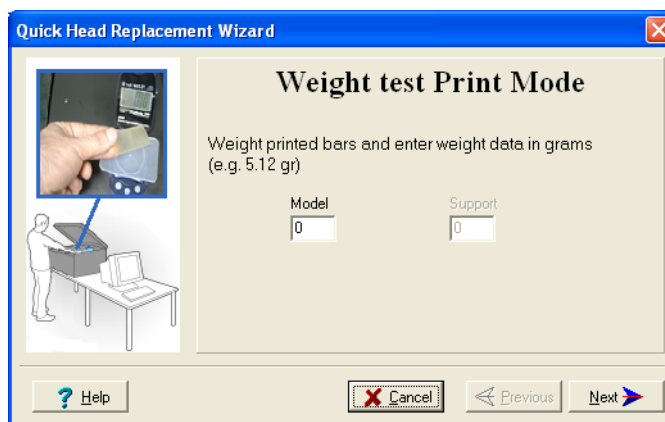 Quick Head Replacement Wizard
Weight test Print Mode
Weight printed bars and enter weight data in grams
(e.g. 5.12 gr)
Model Support
0 0
? Help Cancel Previous Next